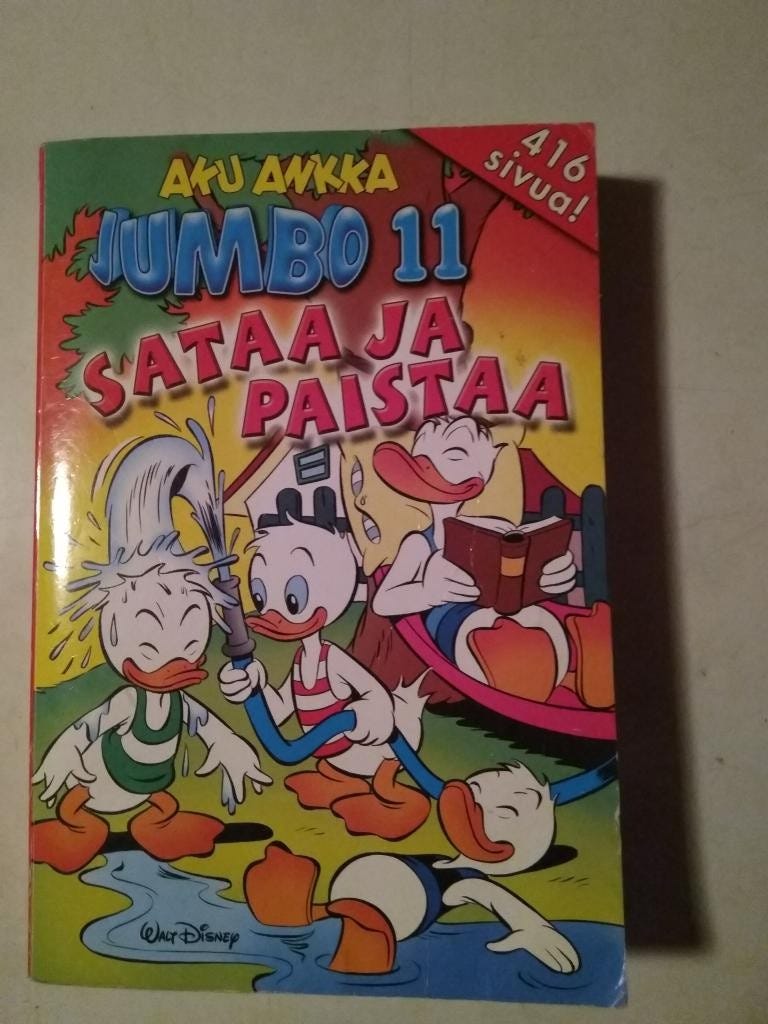 416
sivua!
AKU ANKKA
JUMBO 11
SATAA JA
PAISTAA
WALT DISNEY